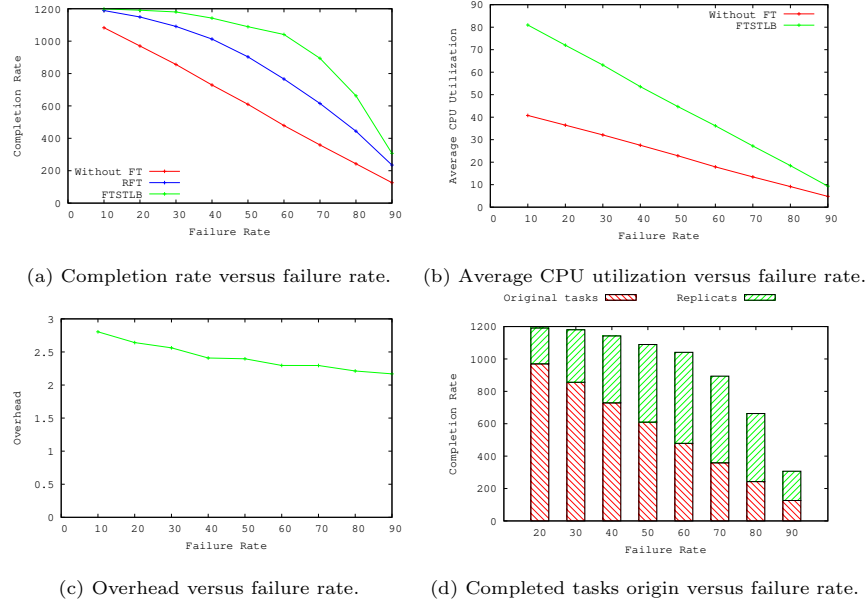 1200
1000
800
600
400
200
0
Completion Rate
Without FT
RFT
FTSTLB
0 10 20 30 40 50 60 70 80 90
Failure Rate
(a) Completion rate versus failure rate.
90
80
70
60
50
40
30
20
10
0
Average CPU Utilization
Without FT
FTSTLB
0 10 20 30 40 50 60 70 80 90
Failure Rate
(b) Average CPU utilization versus failure rate.
3
2.5
2
1.5
1
0.5
0
Overhead
0 10 20 30 40 50 60 70 80 90
Failure Rate
(c) Overhead versus failure rate.
Original tasks Replicats
1200
1000
800
600
400
200
0
Completion Rate
20 30 40 50 60 70 80 90
Failure Rate
(d) Completed tasks origin versus failure rate.